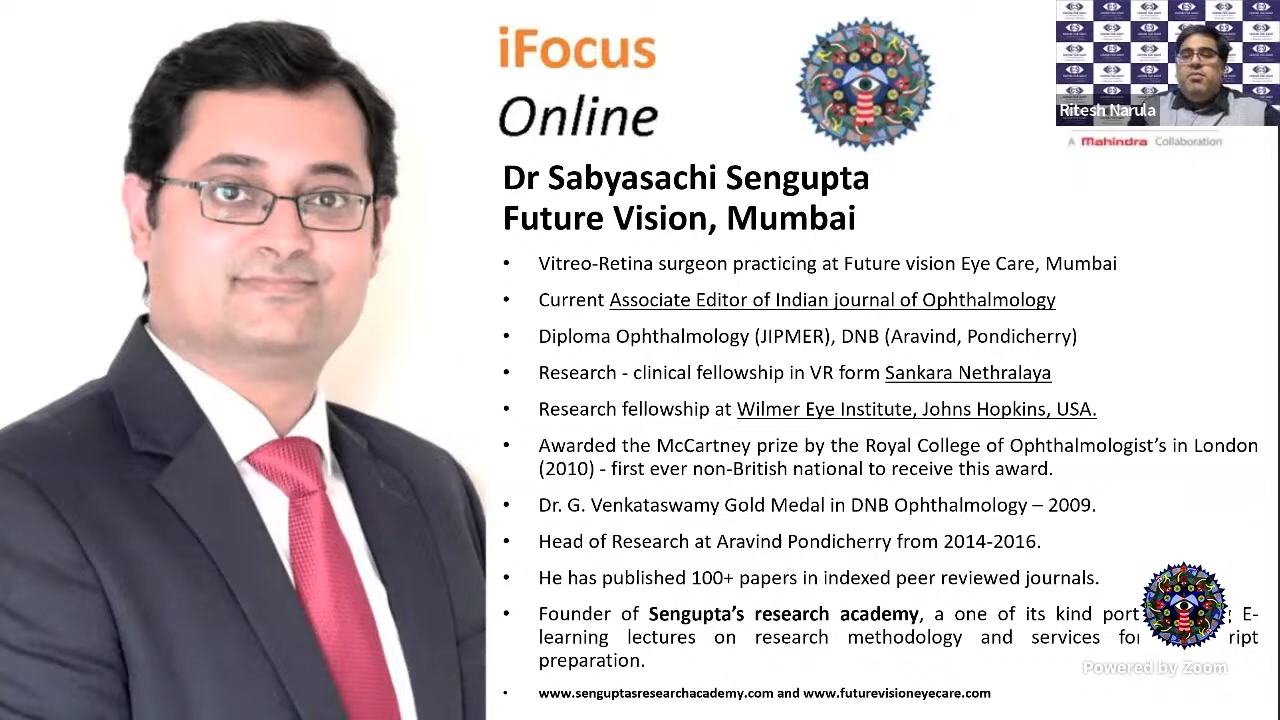 iFocus
Online
Ritesh Narula
A Mahindra Collaboration
Dr Sabyasachi Sengupta
Future Vision, Mumbai
• Vitreo-Retina surgeon practicing at Future vision Eye Care, Mumbai
• Current Associate Editor of Indian journal of Ophthalmology
• Diploma Ophthalmology (JIPMER), DNB (Aravind, Pondicherry)
• Research - clinical fellowship in VR form Sankara Nethralaya
• Research fellowship at Wilmer Eye Institute, Johns Hopkins, USA.
• Awarded the McCartney prize by the Royal College of Ophthalmologist's in London
(2010) - first ever non-British national to receive this award.
• Dr. G. Venkataswamy Gold Medal in DNB Ophthalmology – 2009.
• Head of Research at Aravind Pondicherry from 2014-2016.
• He has published 100+ papers in indexed peer reviewed journals.
• Founder of Sengupta's research academy, a one of its kind port E-
learning lectures on research methodology and services for ript
preparation.
Powered by Zoom
• www.senguptasresearchacademy.com and www.futurevisioneyecare.com